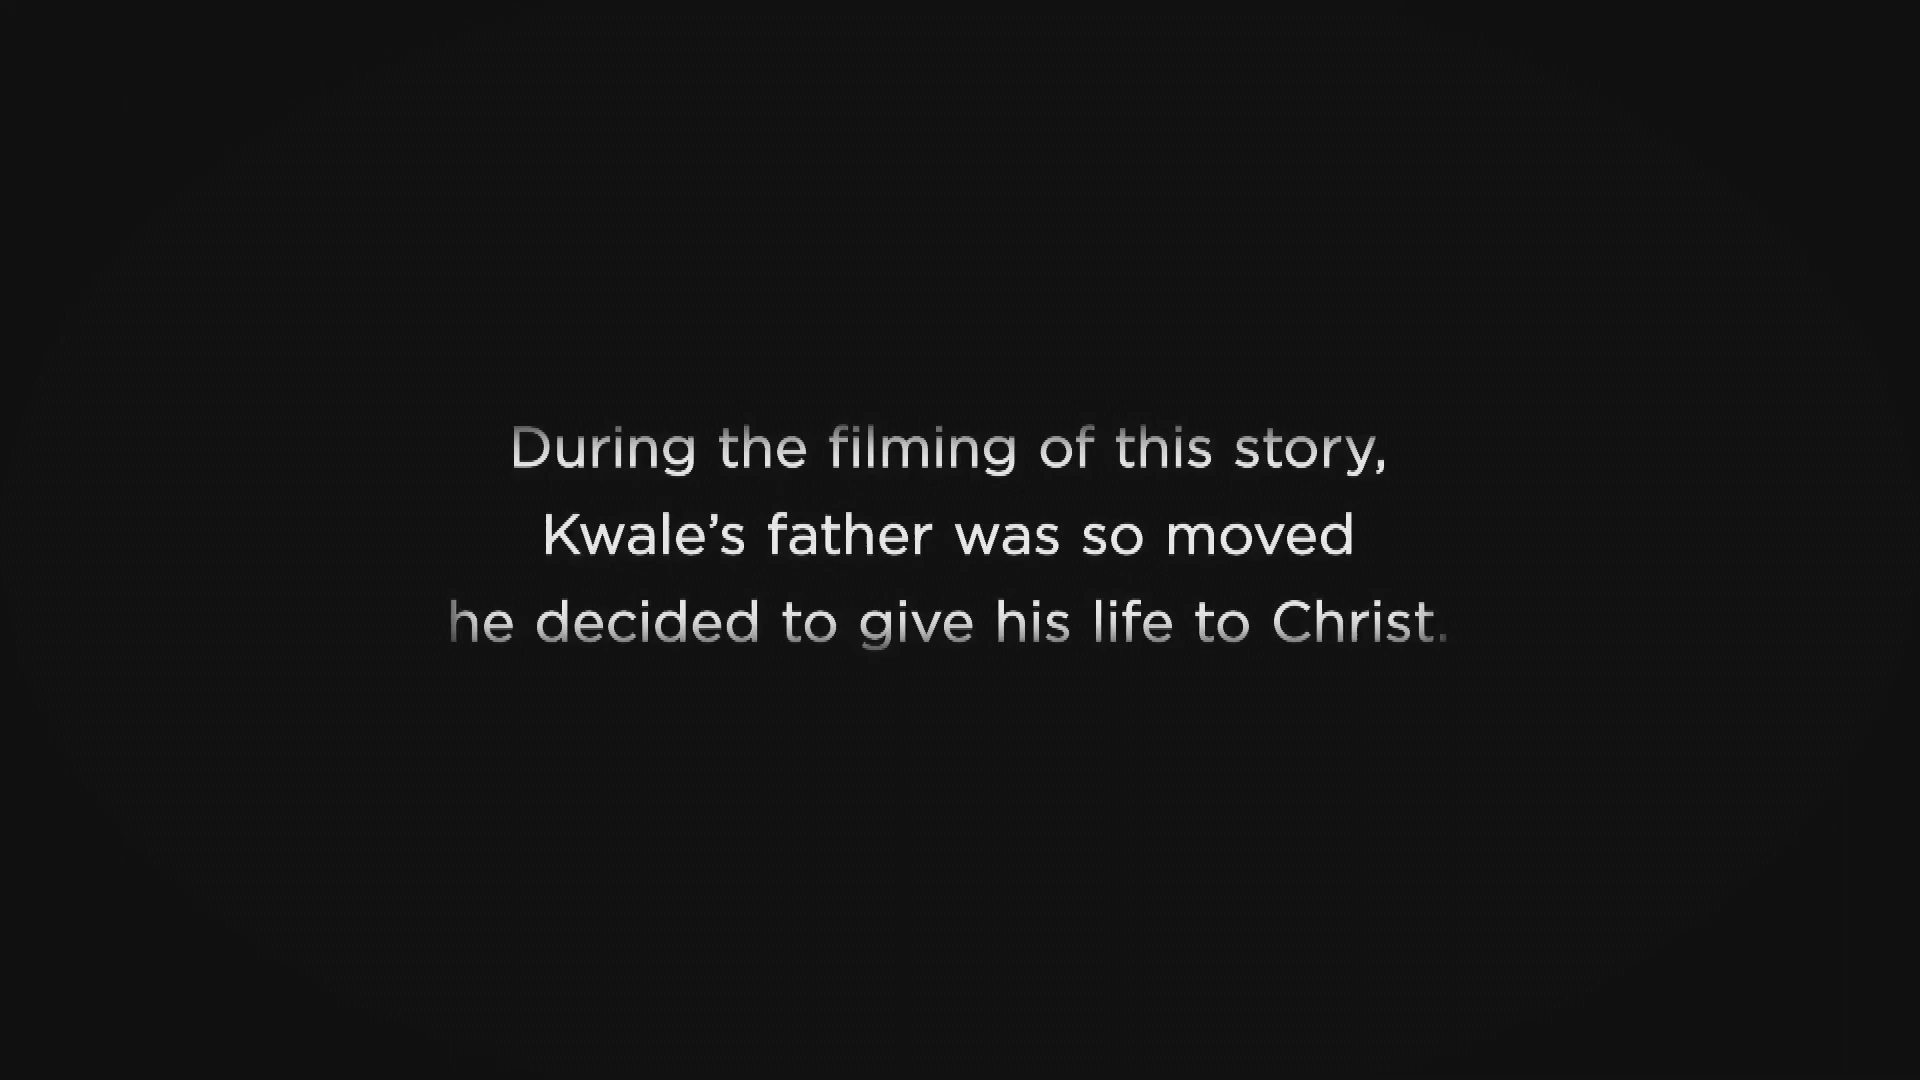 During the filming of this story,
Kwale’s father was so moved
he decided to give his life to Christ.